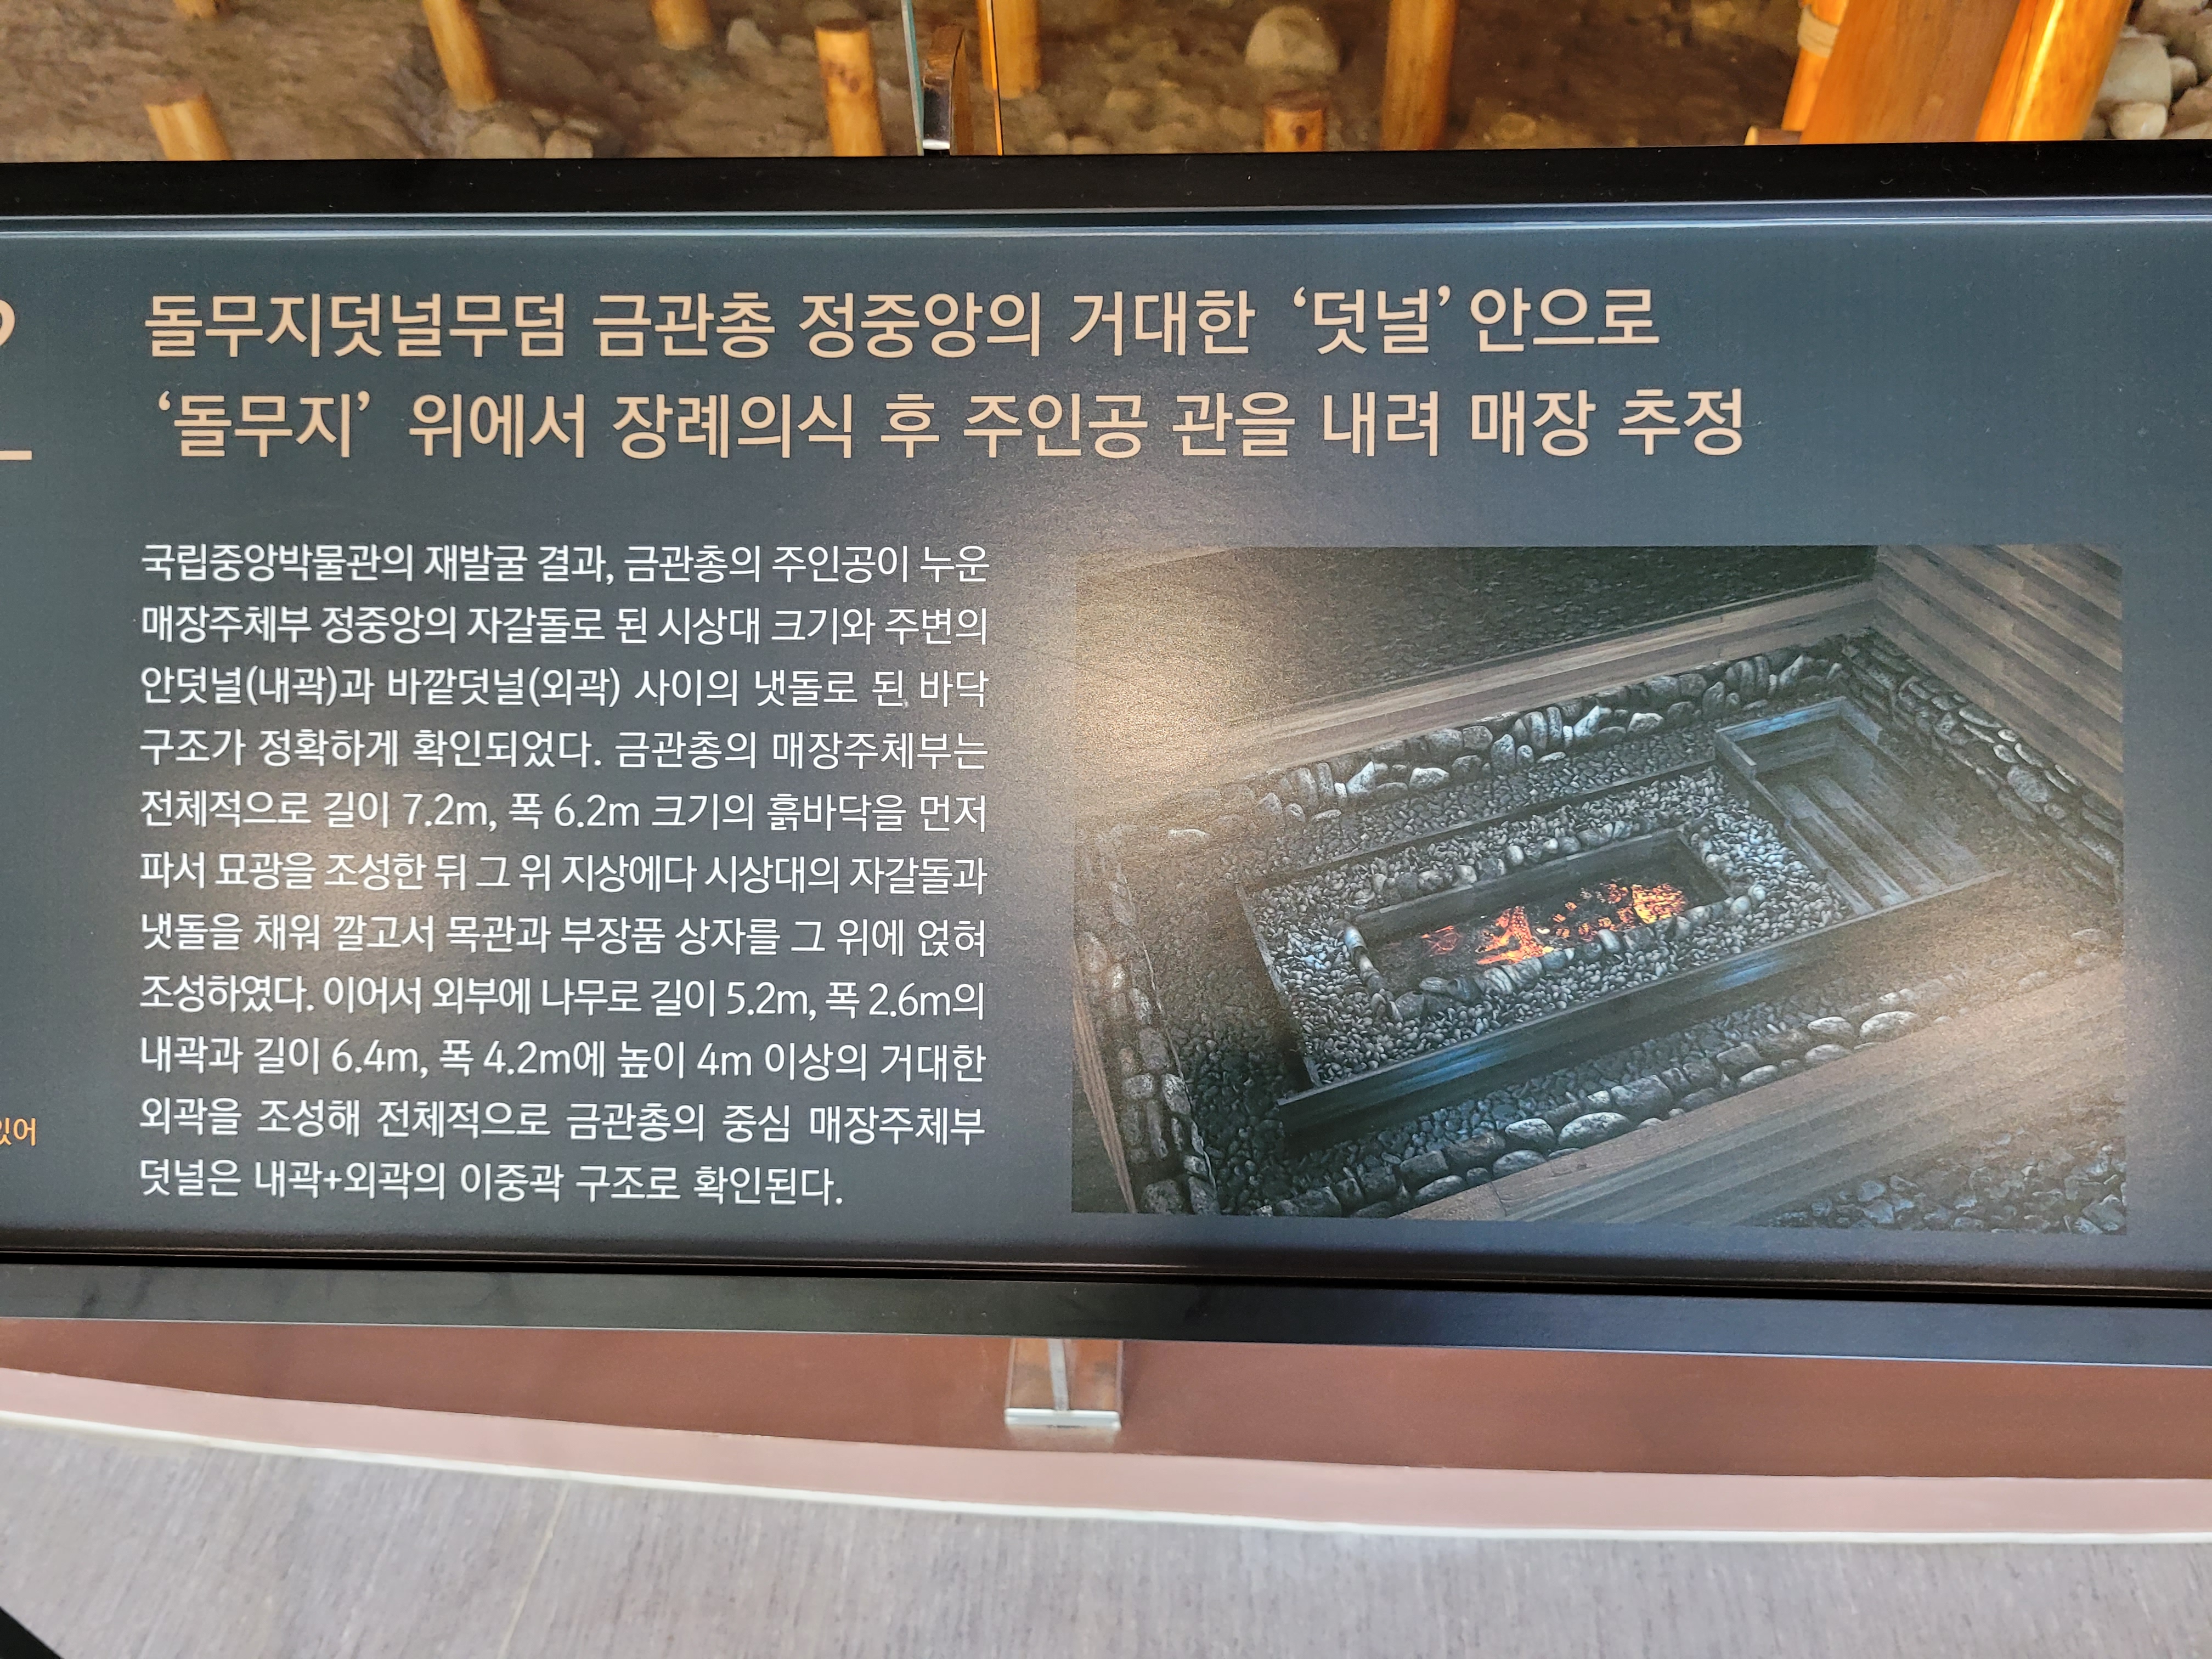 2
돌무지덧널무덤 금관총 정중앙의 거대한 ‘덧널’ 안으로
‘돌무지’ 위에서 장례의식 후 주인공 관을 내려 매장 추정
국립중앙박물관의 재발굴 결과, 금관총의 주인공이 누운
매장주체부 정중앙의 자갈돌로 된 시상대 크기와 주변의
안덧널(내곽)과 바깥덧널(외곽) 사이의 냇돌로 된 바닥
구조가 정확하게 확인되었다. 금관총의 매장주체부는
전체적으로 길이 7.2m, 폭 6.2m 크기의 흙바닥을 먼저
파서 묘광을 조성한 뒤 그 위 지상에다 시상대의 자갈돌과
냇돌을 채워 깔고서 목관과 부장품 상자를 그 위에 얹혀
조성하였다. 이어서 외부에 나무로 길이 5.2m, 폭 2.6m의
내곽과 길이 6.4m, 폭 4.2m에 높이 4m 이상의 거대한
외곽을 조성해 전체적으로 금관총의 중심 매장주체부
덧널은 내곽+외곽의 이중곽 구조로 확인된다.
있어